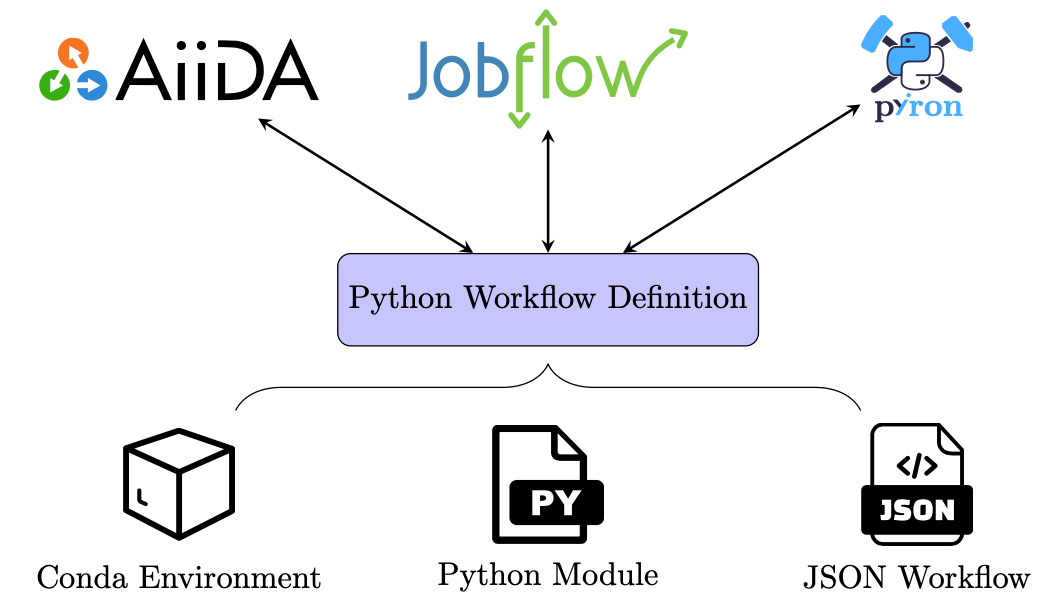 AiiDA
Jobflow
pyiron
Python Workflow Definition
PY
</>
JSON
Conda Environment
Python Module
JSON Workflow